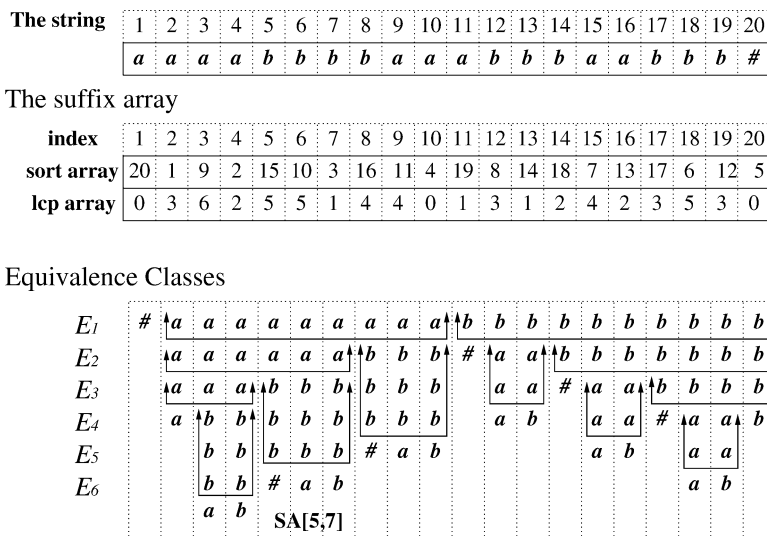 The string 1 2 3 4 5 6 7 8 9 10 11 12 13 14 15 16 17 18 19 20
a a a a b b b b a a a b b b a a b b b #
The suffix array
index 1 2 3 4 5 6 7 8 9 10 11 12 13 14 15 16 17 18 19 20
sort array 20 1 9 2 15 10 3 16 11 4 19 8 14 18 7 13 17 6 12 5
lcp array 0 3 6 2 5 5 1 4 4 0 1 3 1 2 4 2 3 5 3 0
Equivalence Classes
E1 # a a a a a a a a a b b b b b b b b b b
E2 a a a a a a b b b # a a b b b b b b b
E3 a a a b b b b b b a a # a a b b b b
E4 a b b b b b b b b a b a a # a a b
E5 b b b b b # a b a b a a
E6 b b # a b a b
a b
SA[5,7]